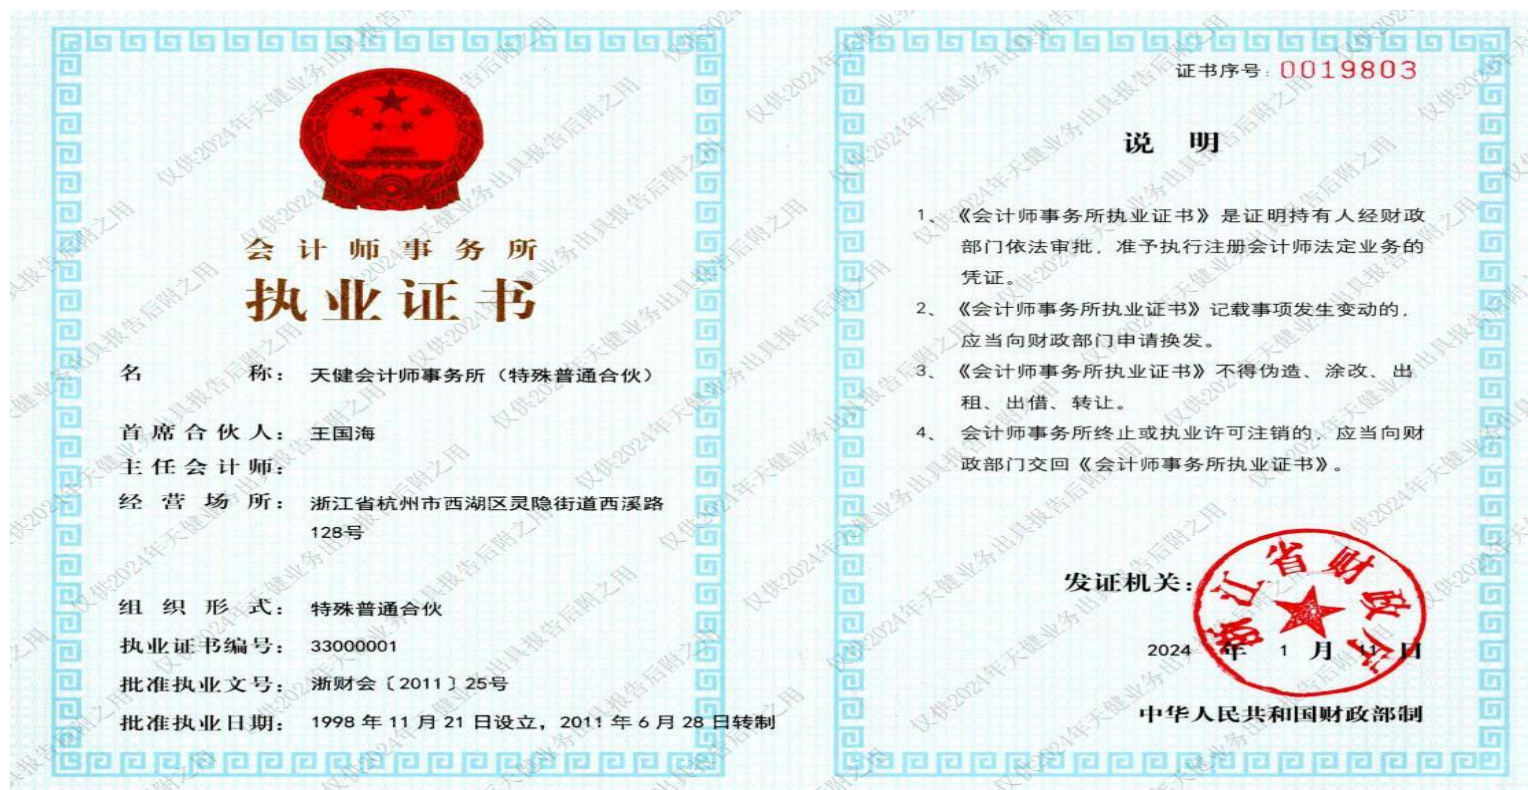 会计师事务所
执业证书
名称：天健会计师事务所（特殊普通合伙）
首席合伙人：王国海
主任会计师：
经营场所：浙江省杭州市西湖区灵隐街道西溪路
128号
组织形式：特殊普通合伙
执业证书编号：33000001
批准执业文号：浙财会〔2011〕25号
批准执业日期：1998年11月21日设立，2011年6月28日转制
证书序号：0019803
说明
1、《会计师事务所执业证书》是证明持有人经财政
部门依法审批，准予执行注册会计师法定业务的
凭证。
2、《会计师事务所执业证书》记载事项发生变动的，
应当向财政部门申请换发。
3、《会计师事务所执业证书》不得伪造、涂改、出
租、出借、转让。
4、会计师事务所终止或执业许可注销的，应当向财
政部门交回《会计师事务所执业证书》。
发证机关：
浙江省财政厅
2024年1月11日
中华人民共和国财政部制
仅供2024年天健业务出具报告后附之用